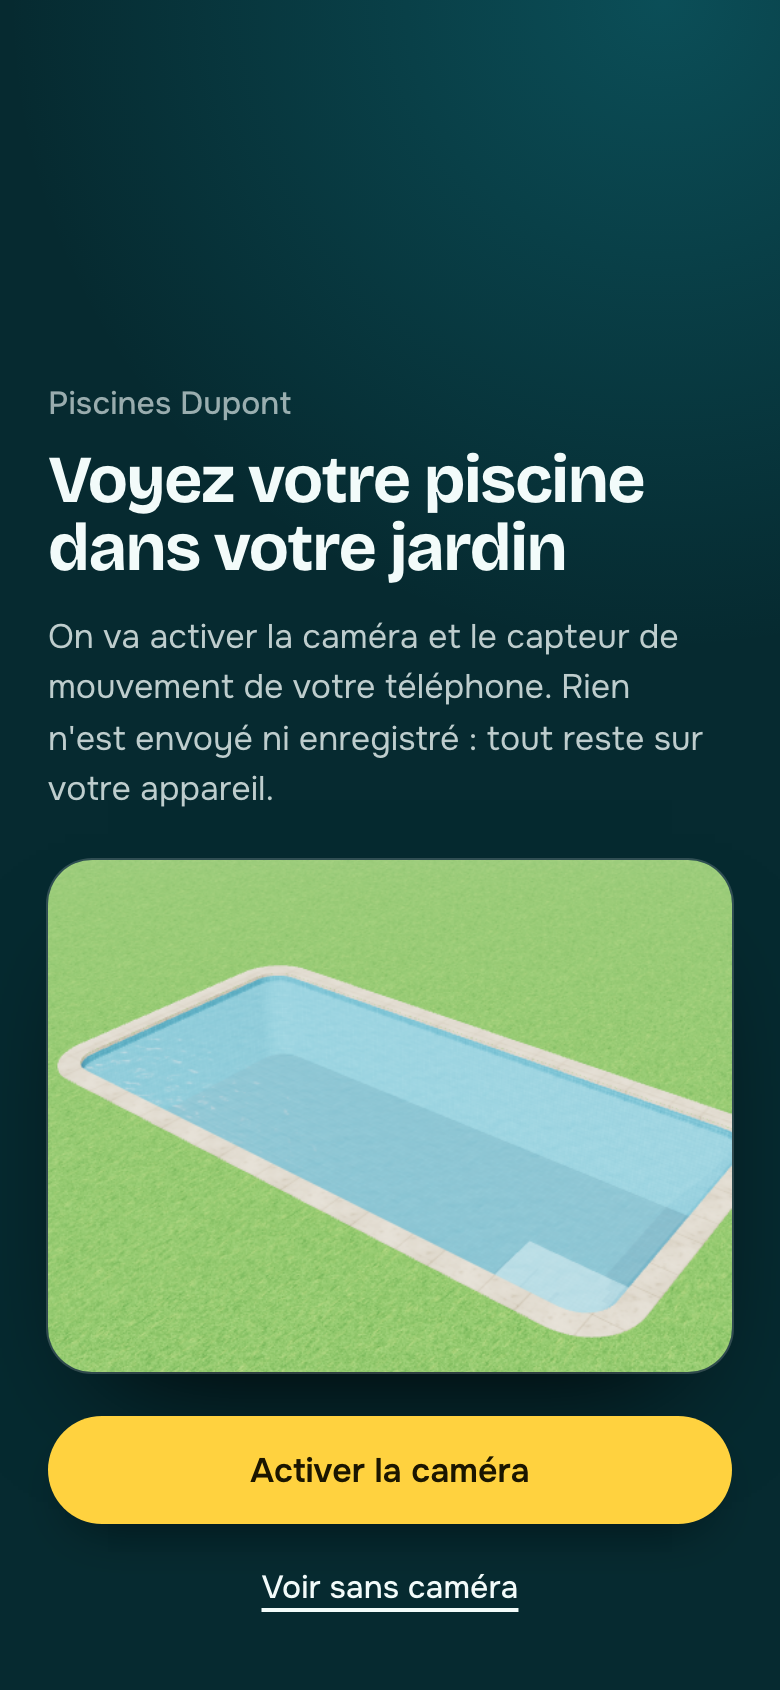 Piscines Dupont
Voyez votre piscine
dans votre jardin
On va activer la caméra et le capteur de
mouvement de votre téléphone. Rien
n'est envoyé ni enregistré : tout reste sur
votre appareil.
Activer la caméra
Voir sans caméra